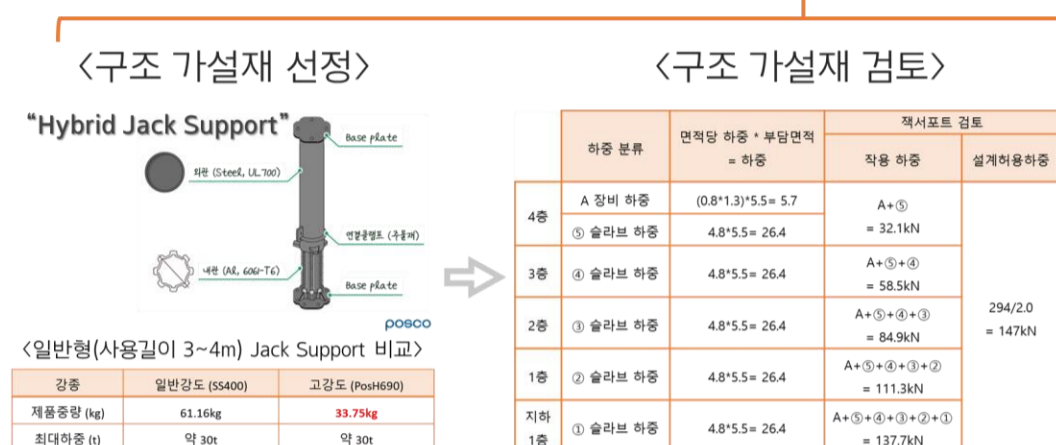 <구조 가설재 선정>
"Hybrid Jack Support"
Base plate
외관 (Steel, UL700)
연결클램프 (주물재)
내관 (Al, 6061-T6)
Base plate
posco
<일반형(사용길이 3~4m) Jack Support 비교>
강종 일반강도 (SS400) 고강도 (PosH690)
제품중량 (kg) 61.16kg 33.75kg
최대하중 (t) 약 30t 약 30t
<구조 가설재 검토>
하중 분류 면적당 하중 * 부담면적 = 하중 잭서포트 검토
작용 하중 설계허용하중
4층 A 장비 하중 (0.8*1.3)*5.5= 5.7 A+⑤
⑤ 슬라브 하중 4.8*5.5= 26.4 = 32.1kN
3층 ④ 슬라브 하중 4.8*5.5= 26.4 A+⑤+④
= 58.5kN
2층 ③ 슬라브 하중 4.8*5.5= 26.4 A+⑤+④+③
= 84.9kN
294/2.0
= 147kN
1층 ② 슬라브 하중 4.8*5.5= 26.4 A+⑤+④+③+②
= 111.3kN
지하
1층 ① 슬라브 하중 4.8*5.5= 26.4 A+⑤+④+③+②+①
= 137.7kN